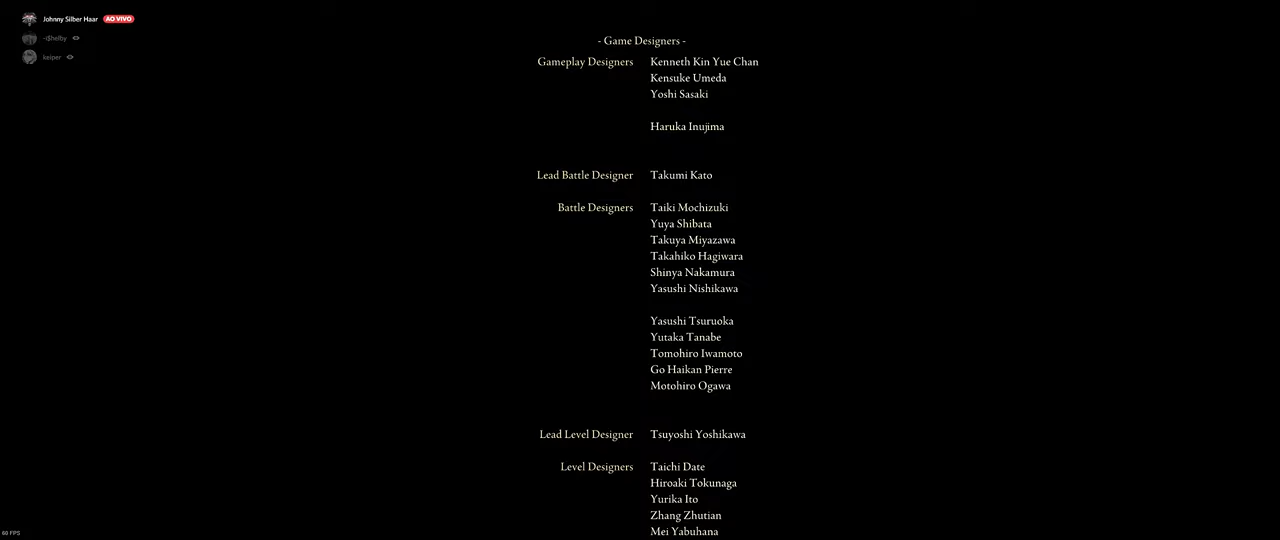 Johnny Silber Haar AO VIVO
-i$helby
keiper
- Game Designers -
Gameplay Designers Kenneth Kin Yue Chan
Kensuke Umeda
Yoshi Sasaki
Haruka Inujima
Lead Battle Designer Takumi Kato
Battle Designers Taiki Mochizuki
Yuya Shibata
Takuya Miyazawa
Takahiko Hagiwara
Shinya Nakamura
Yasushi Nishikawa
Yasushi Tsuruoka
Yutaka Tanabe
Tomohiro Iwamoto
Go Haikan Pierre
Motohiro Ogawa
Lead Level Designer Tsuyoshi Yoshikawa
Level Designers Taichi Date
Hiroaki Tokunaga
Yurika Ito
Zhang Zhutian
Mei Yabuhana
60 FPS